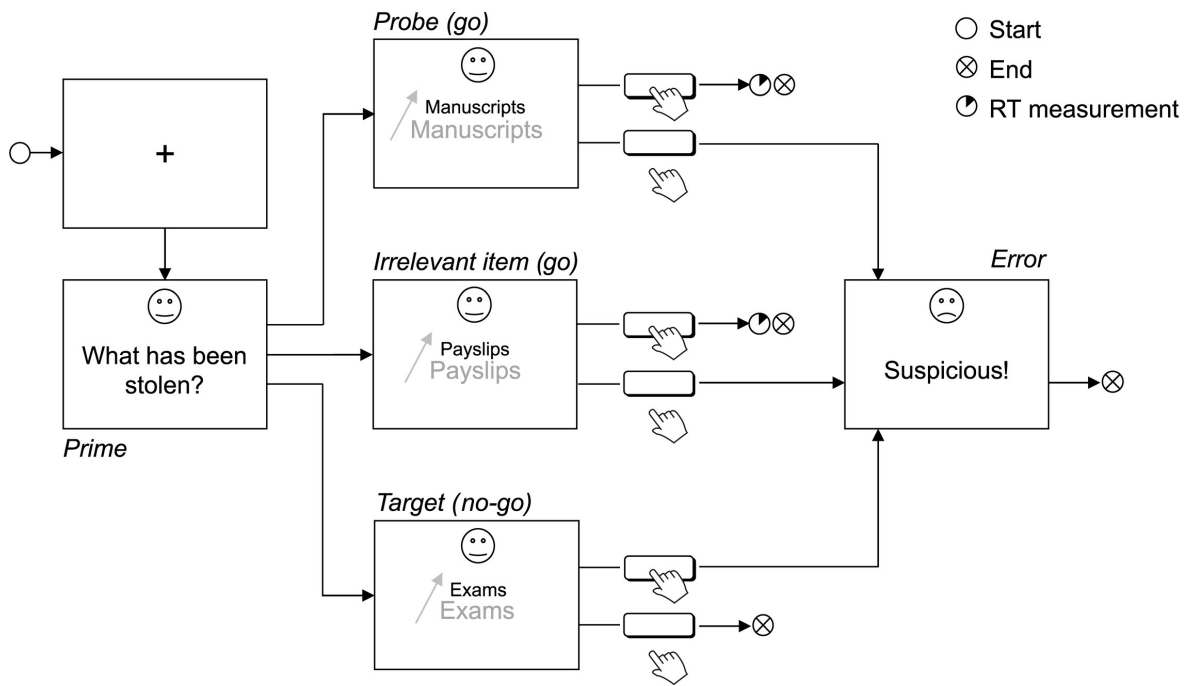 Probe (go)
Manuscripts
Manuscripts
Start
End
RT measurement
+
What has been
stolen?
Prime
Irrelevant item (go)
Payslips
Payslips
Error
Suspicious!
Target (no-go)
Exams
Exams